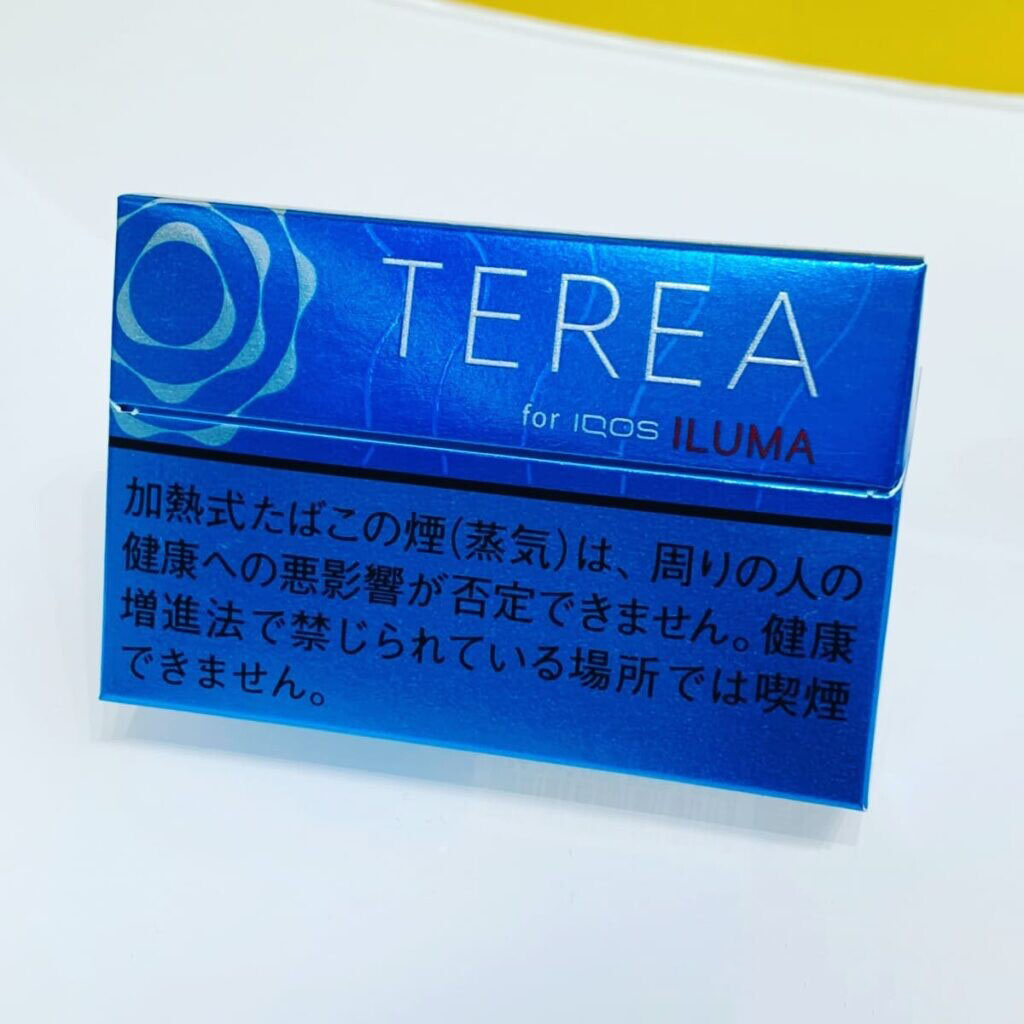 TEREA
for IQOS ILUMA
加熱式たばこの煙(蒸気)は、周りの人の
健康への悪影響が否定できません。健康
増進法で禁じられている場所では喫煙
できません。